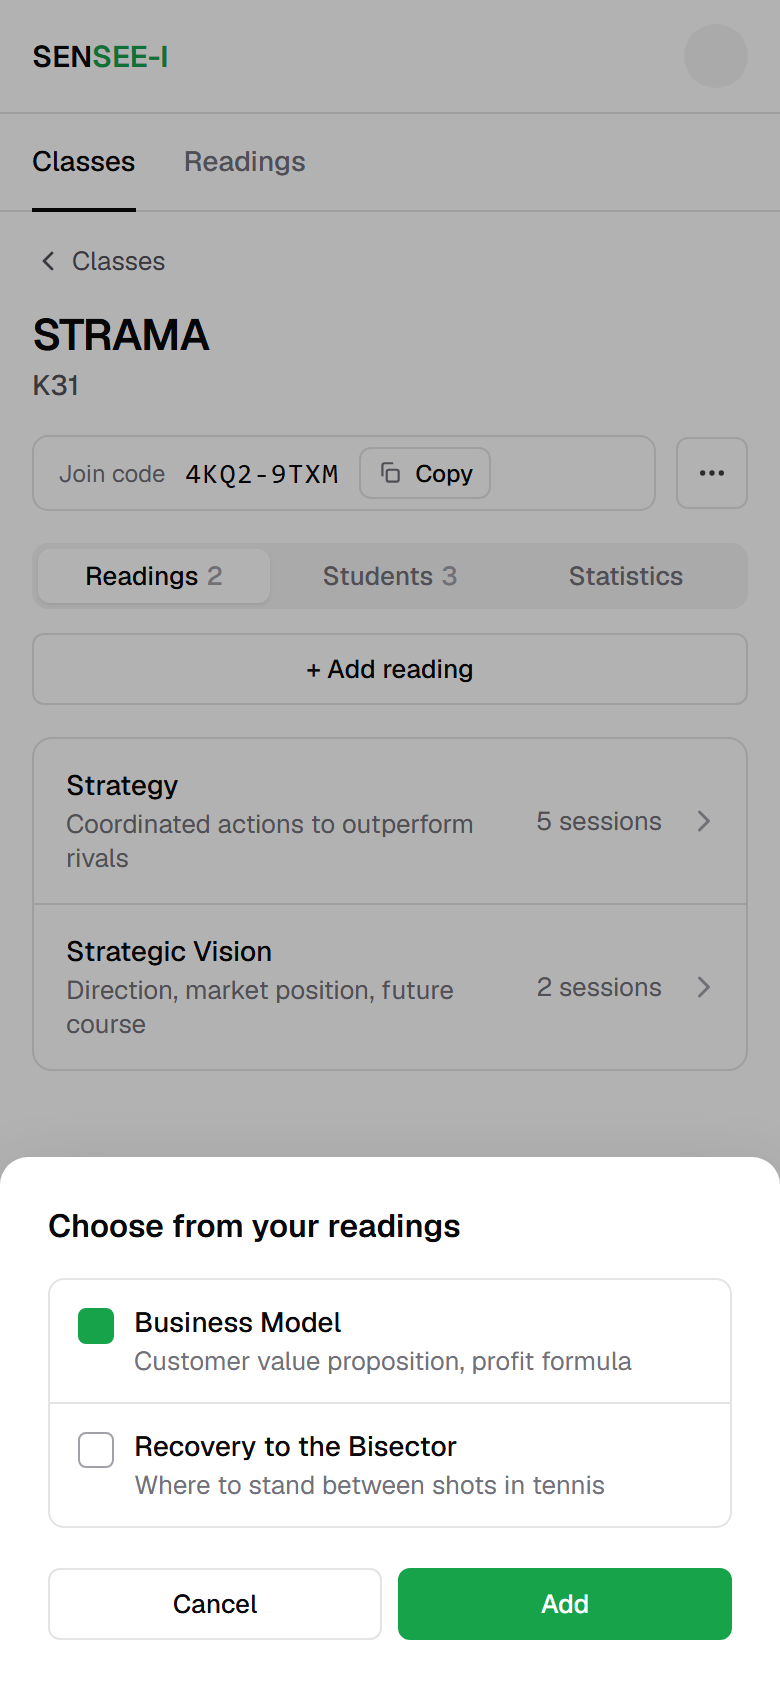 SENSEE-I
Classes
Readings
Classes
STRAMA
K31
Join code 4KQ2-9TXM Copy
Readings 2
Students 3
Statistics
+ Add reading
Strategy
Coordinated actions to outperform
rivals
5 sessions
Strategic Vision
Direction, market position, future
course
2 sessions
Choose from your readings
Business Model
Customer value proposition, profit formula
Recovery to the Bisector
Where to stand between shots in tennis
Cancel
Add